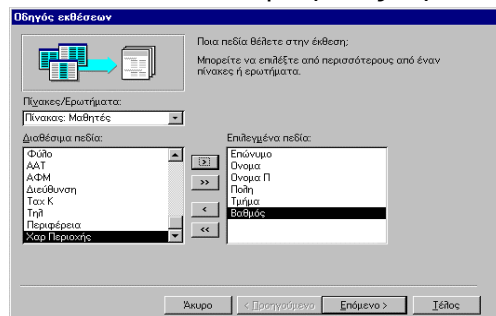 Οδηγός εκθέσεων
Ποια πεδία θέλετε στην έκθεση;
Μπορείτε να επιλέξτε από περισσότερους από έναν
πίνακες ή ερωτήματα.
Πίνακες/Ερωτήματα:
Πίνακας: Μαθητές
Διαθέσιμα πεδία:
Επιλεγμένα πεδία:
Φύλο
ΑΑΤ
ΑΦΜ
Διεύθυνση
Ταχ Κ
Τηλ
Περιφέρεια
Χαρ Περιοχής
>
>>
<
<<
Επώνυμο
Ονομα
Ονομα Π
Πολη
Τμήμα
Βαθμός
Άκυρο
< Προηγούμενο
Επόμενο >
Τέλος